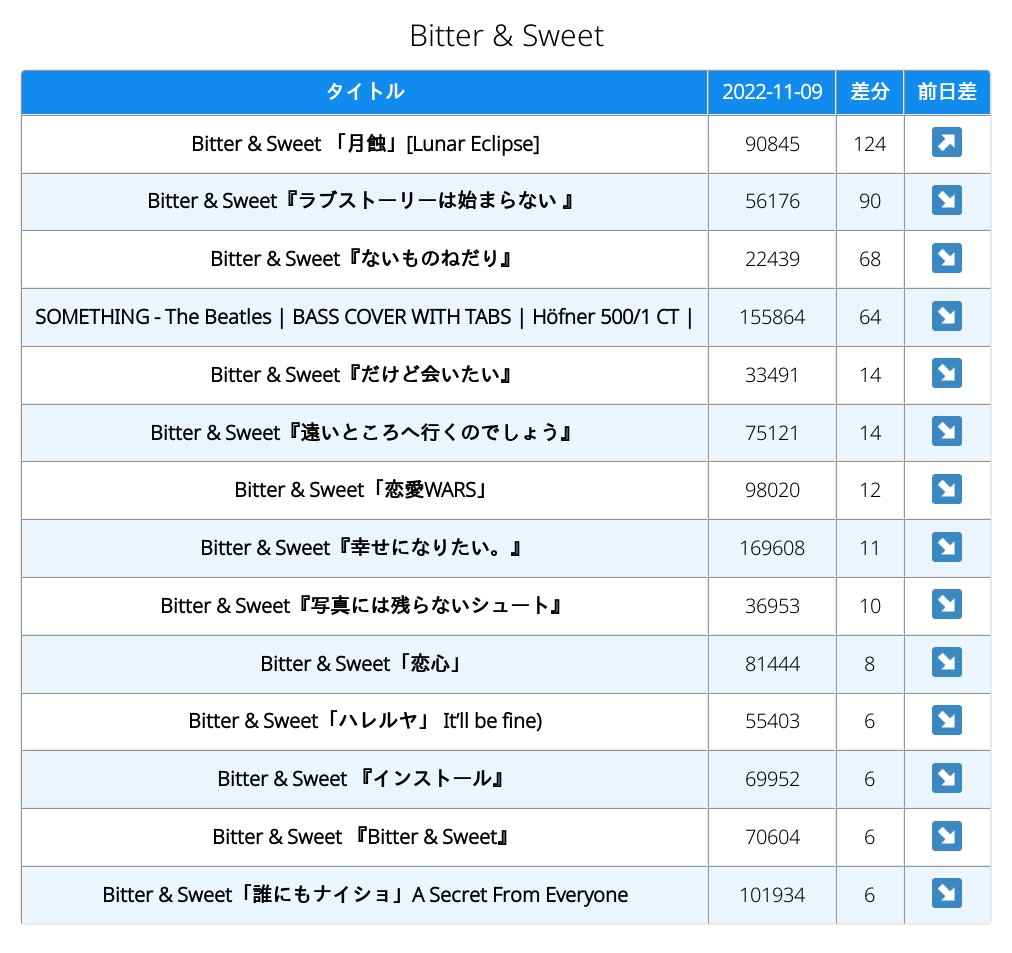 Bitter & Sweet
タイトル 2022-11-09 差分 前日差
Bitter & Sweet 「月蝕」[Lunar Eclipse] 90845 124
Bitter & Sweet『ラブストーリーは始まらない 』 56176 90
Bitter & Sweet『ないものねだり』 22439 68
SOMETHING - The Beatles | BASS COVER WITH TABS | Höfner 500/1 CT | 155864 64
Bitter & Sweet『だけど会いたい』 33491 14
Bitter & Sweet『遠いところへ行くのでしょう』 75121 14
Bitter & Sweet「恋愛WARS」 98020 12
Bitter & Sweet『幸せになりたい。』 169608 11
Bitter & Sweet『写真には残らないシュート』 36953 10
Bitter & Sweet「恋心」 81444 8
Bitter & Sweet「ハレルヤ」 It’ll be fine) 55403 6
Bitter & Sweet 『インストール』 69952 6
Bitter & Sweet 『Bitter & Sweet』 70604 6
Bitter & Sweet「誰にもナイショ」A Secret From Everyone 101934 6